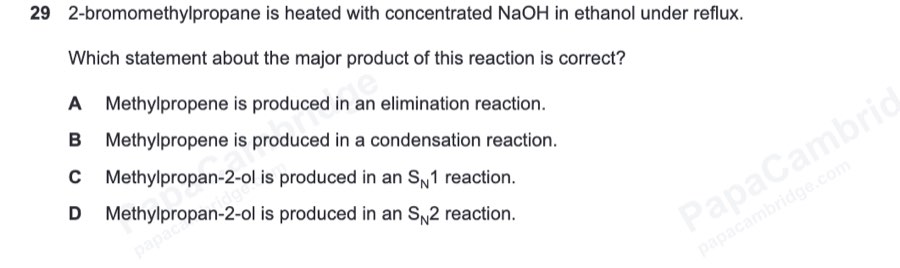 29 2-bromomethylpropane is heated with concentrated NaOH in ethanol under reflux.
Which statement about the major product of this reaction is correct?
A Methylpropene is produced in an elimination reaction.
B Methylpropene is produced in a condensation reaction.
C Methylpropan-2-ol is produced in an SN1 reaction.
D Methylpropan-2-ol is produced in an SN2 reaction.
PapaCambridge
PapaCambrid
papacambridge.com